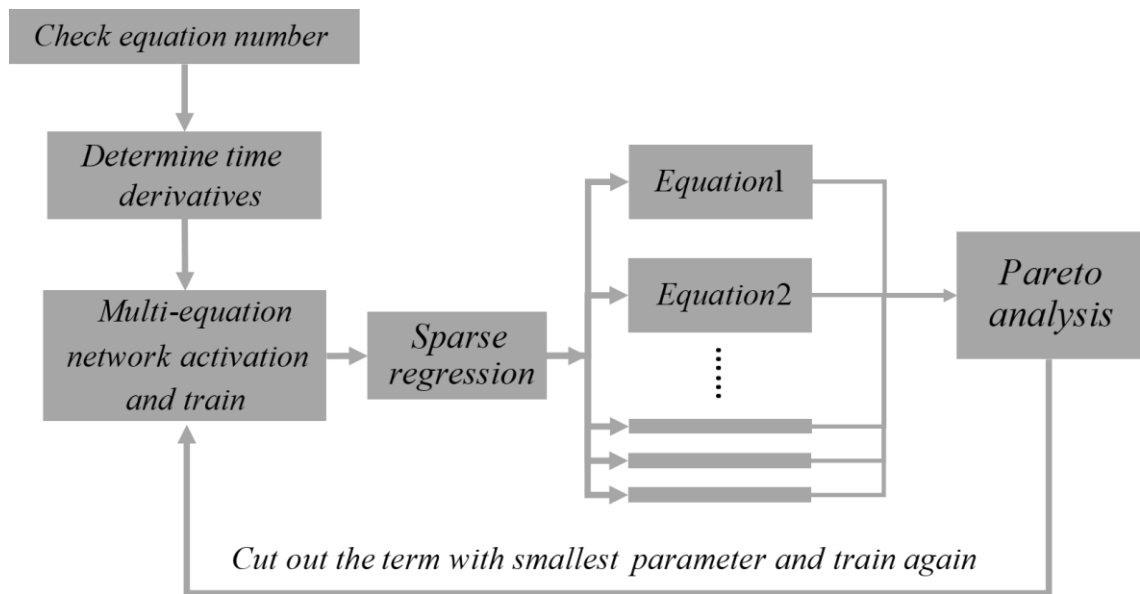 Check equation number
Determine time
derivatives
Multi-equation
network activation
and train
Sparse
regression
Equation1
Equation2
Pareto
analysis
Cut out the term with smallest parameter and train again